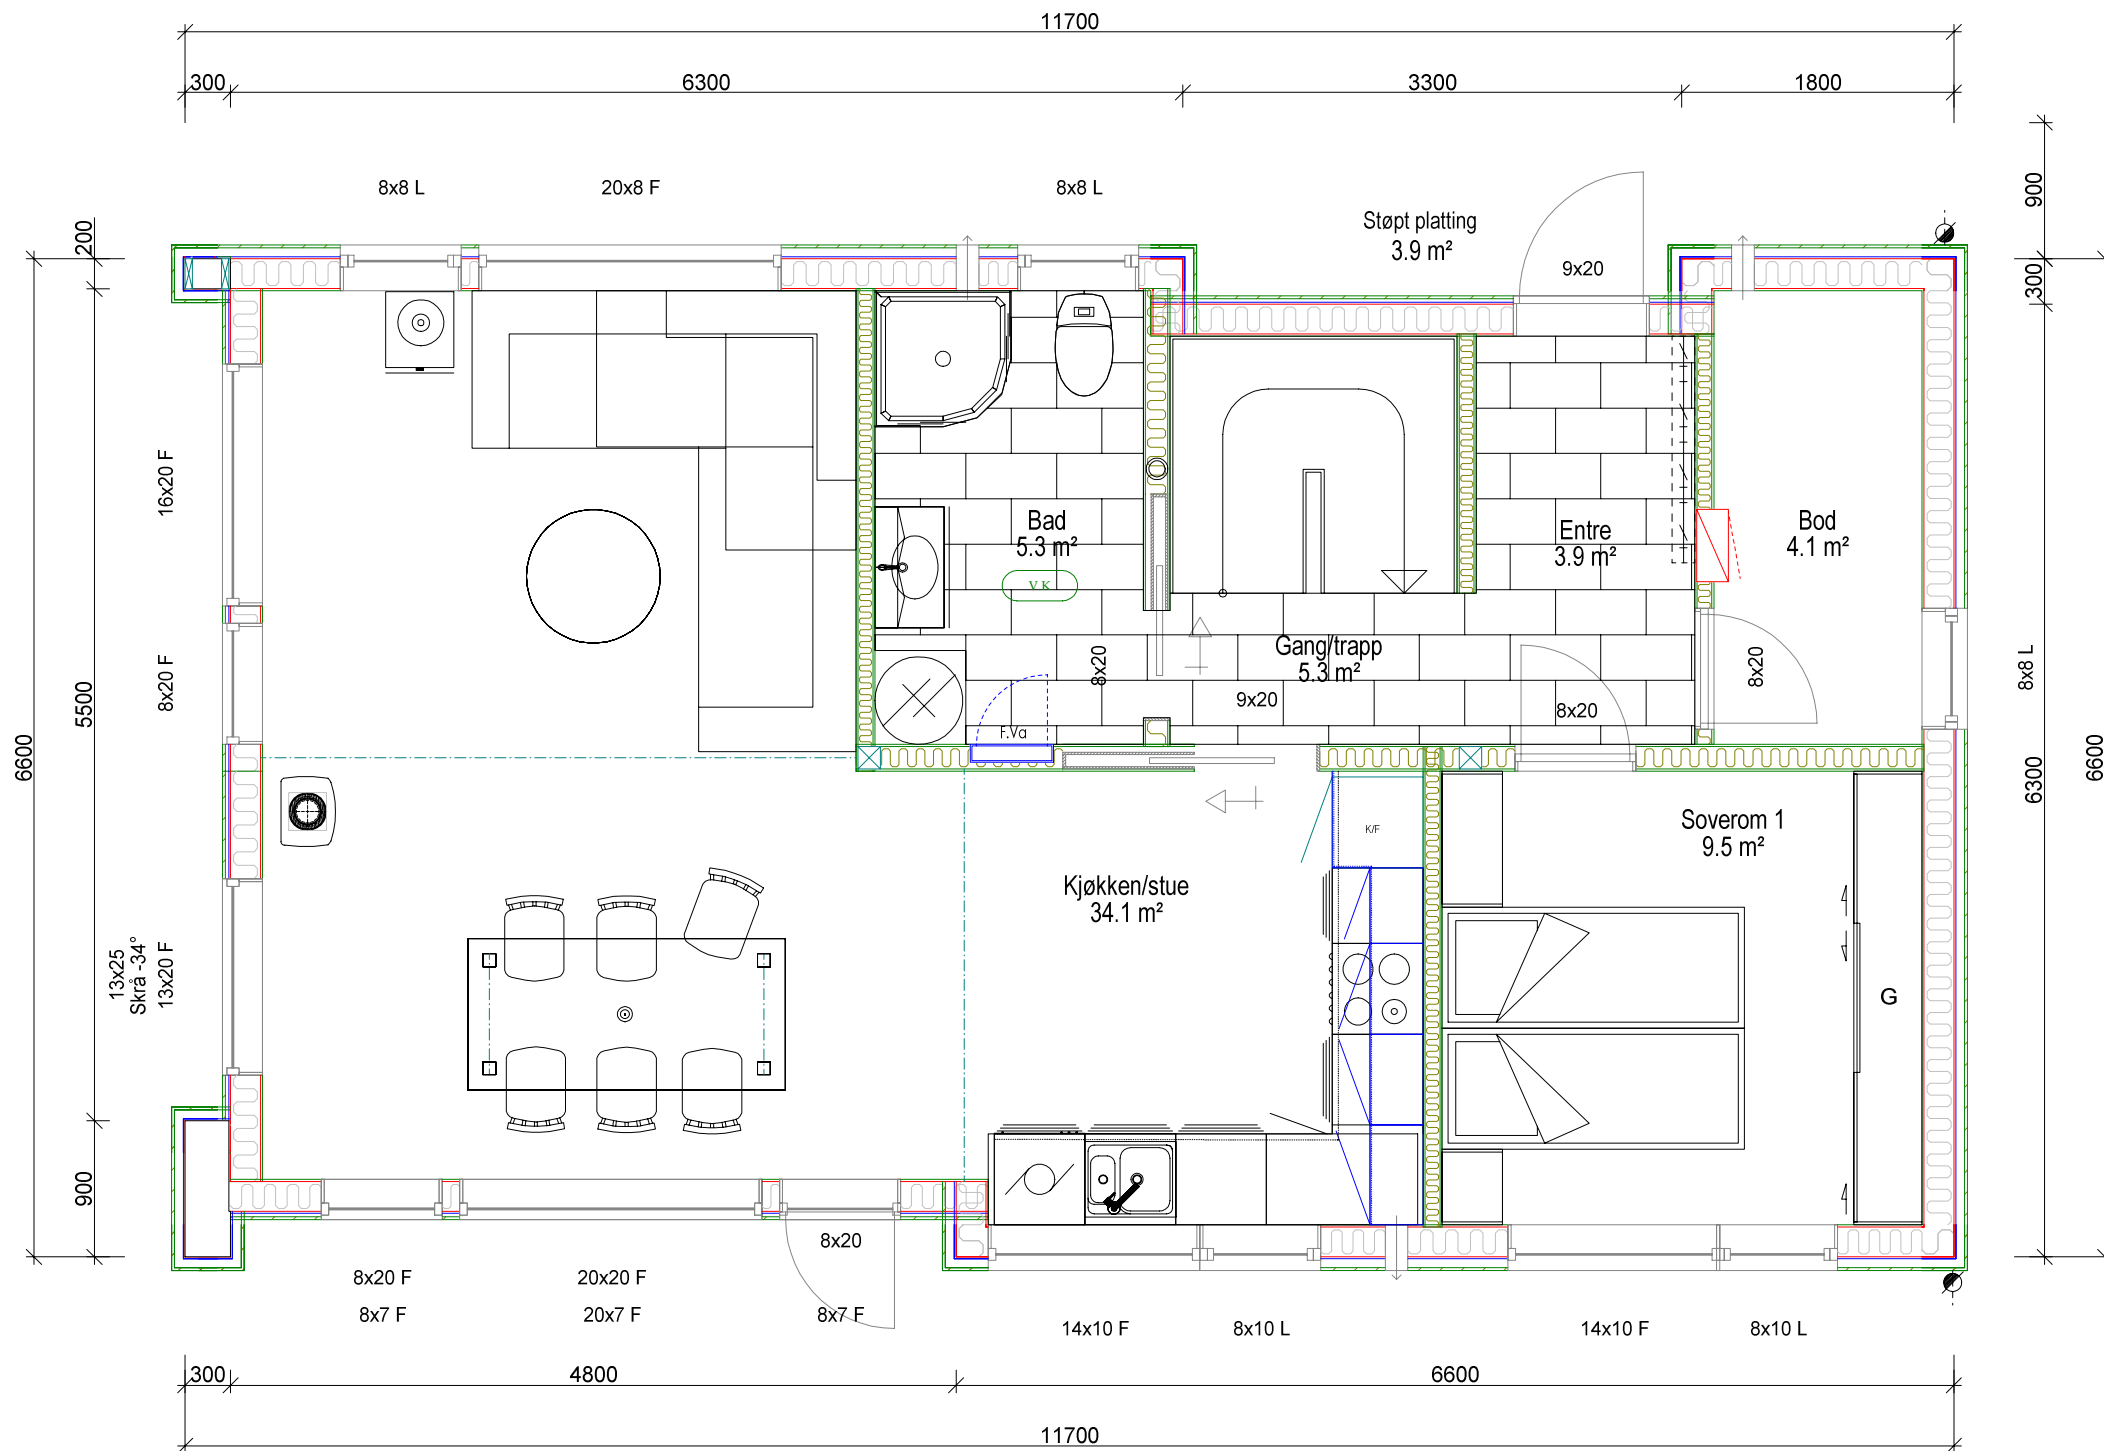 11700
300
6300
3300
1800
8x8 L
20x8 F
8x8 L
900
200
Støpt platting
3.9 m²
9x20
300
16x20 F
Bad
5.3 m²
Entre
3.9 m²
Bod
4.1 m²
V K
8x20 F
5500
6600
8x20
Gang/trapp
5.3 m²
9x20
8x20
8x20
8x8 L
6300
6600
F.Va
K/F
Soverom 1
9.5 m²
Kjøkken/stue
34.1 m²
13x25
Skrå -34°
13x20 F
G
900
8x20
8x20 F
20x20 F
8x7 F
20x7 F
8x7 F
14x10 F
8x10 L
14x10 F
8x10 L
300
4800
6600
11700